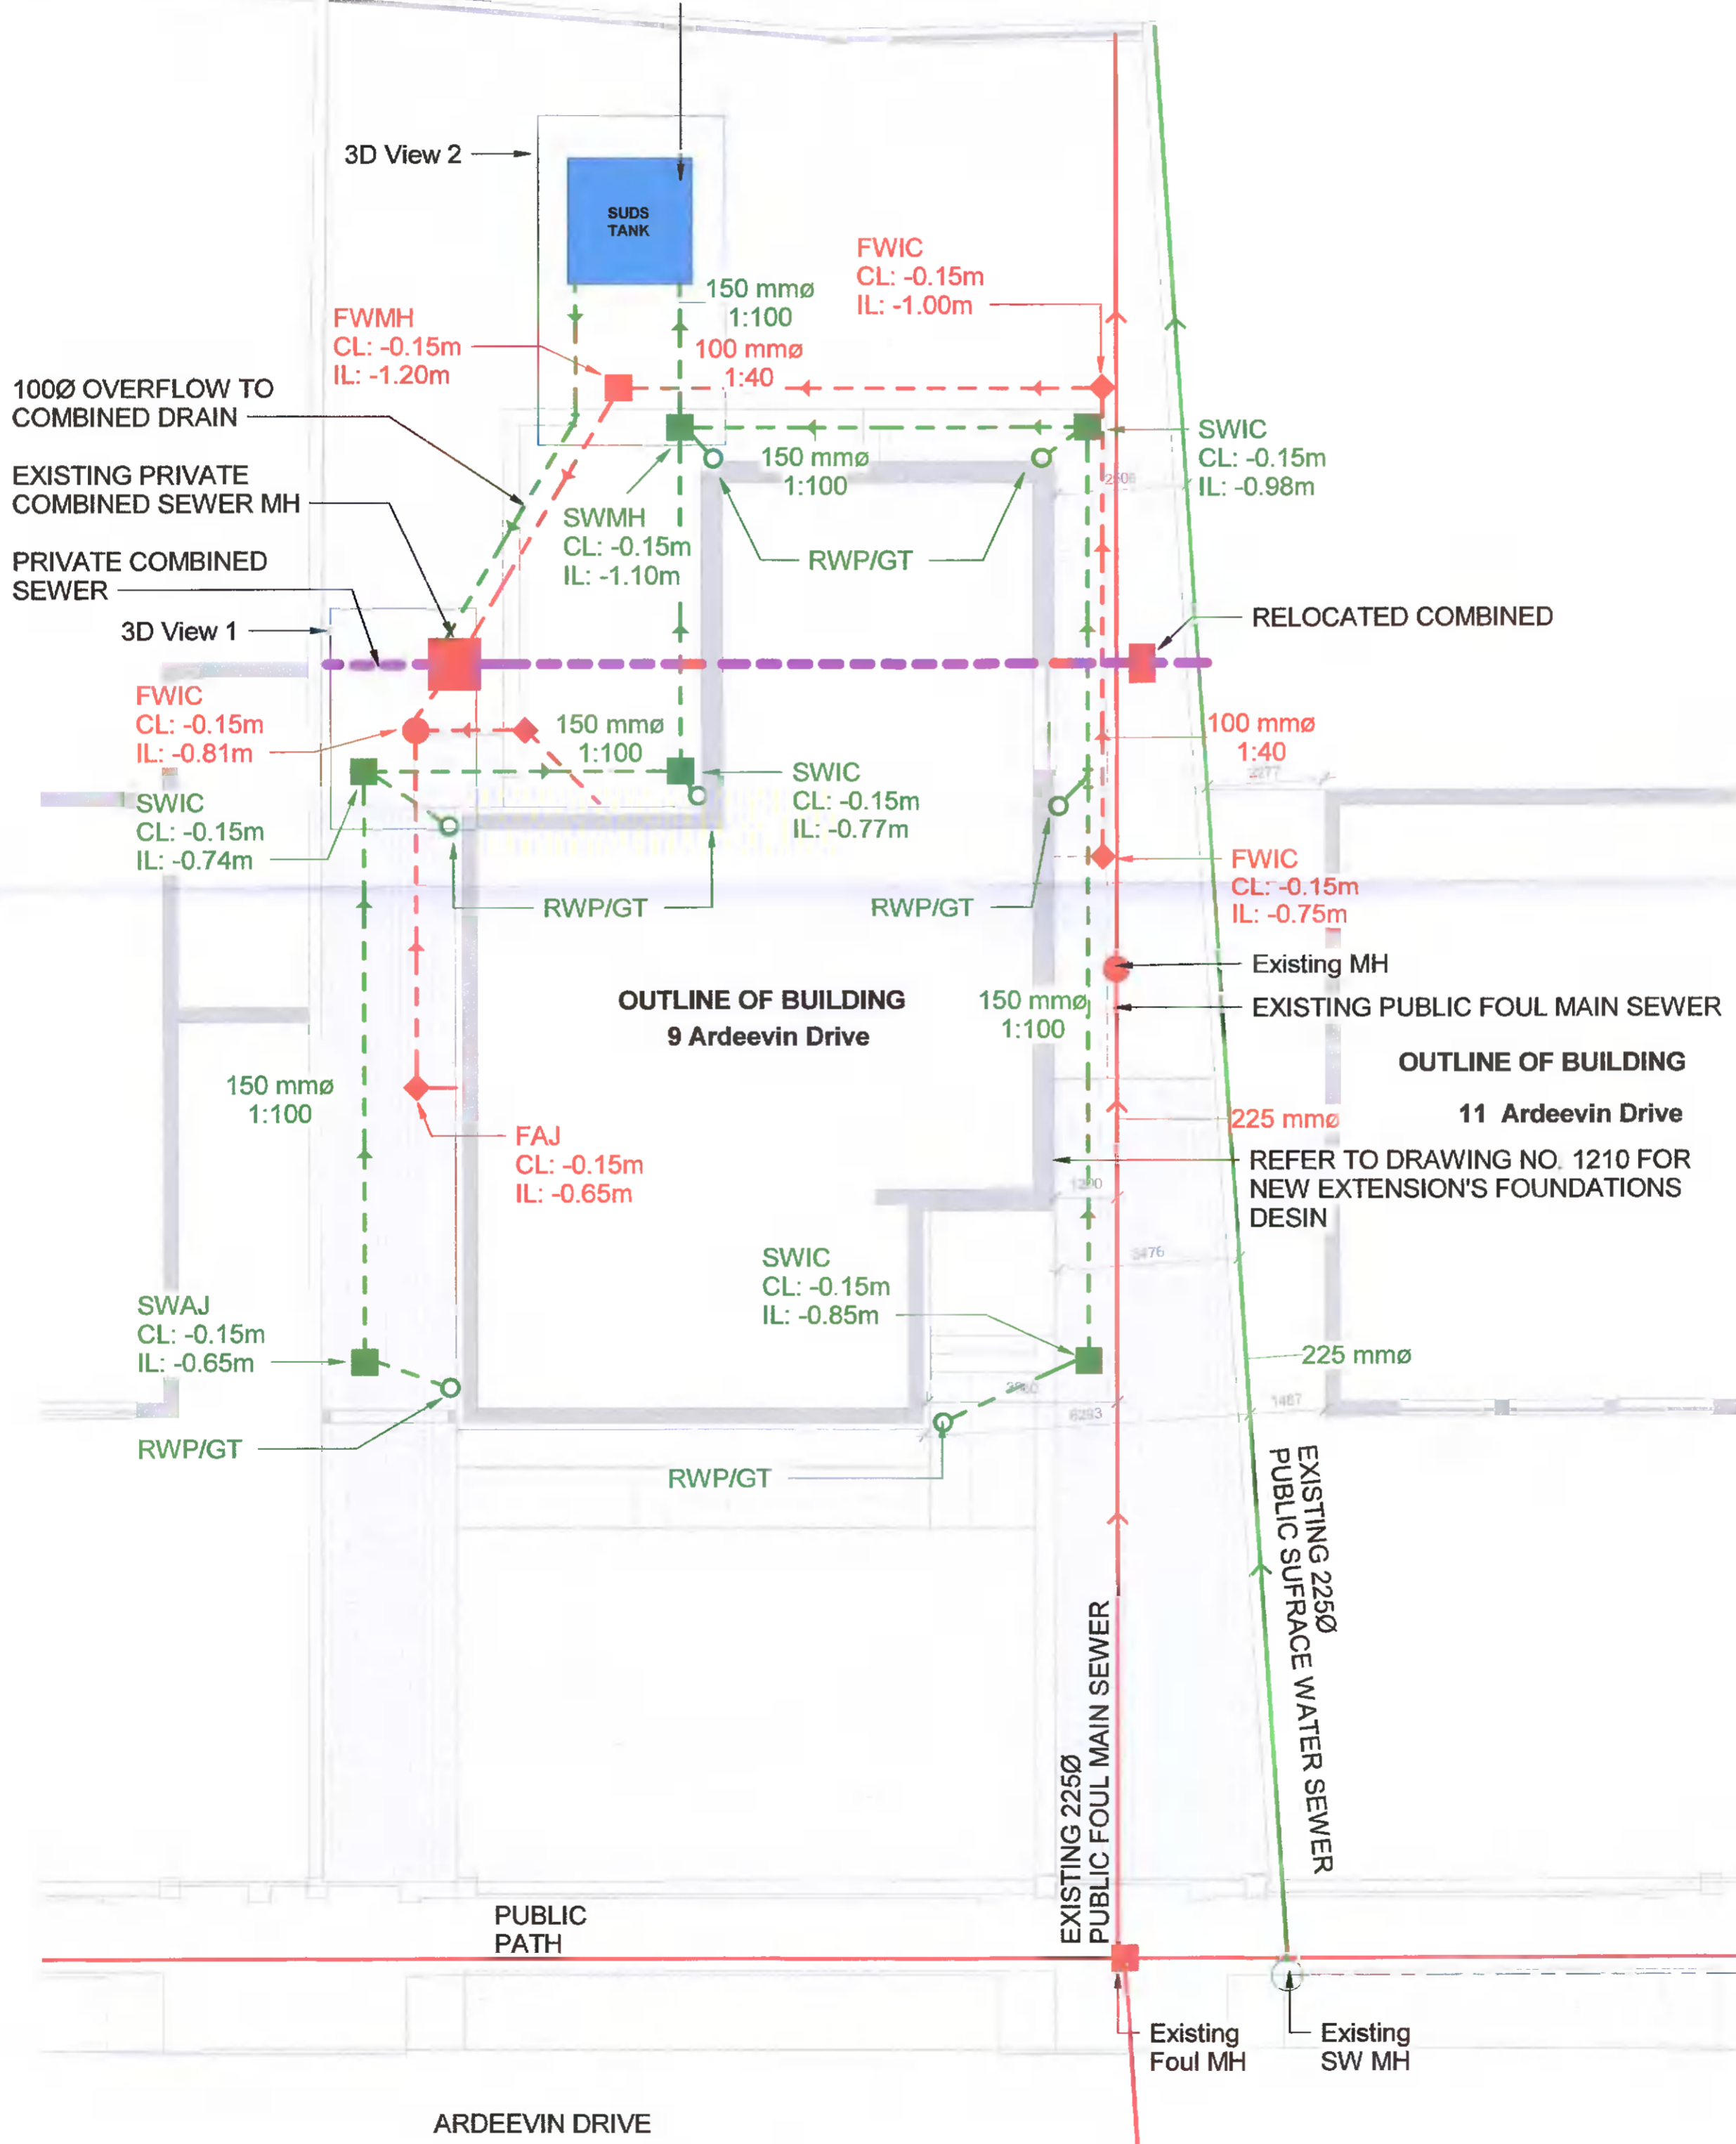 3D View 2
SUDS
TANK
FWIC
CL: -0.15m
IL: -1.00m
150 mmø
1:100
FWMH
CL: -0.15m
IL: -1.20m
100 mmø
1:40
100Ø OVERFLOW TO
COMBINED DRAIN
SWIC
CL: -0.15m
IL: -0.98m
150 mmø
1:100
EXISTING PRIVATE
COMBINED SEWER MH
SWMH
CL: -0.15m
IL: -1.10m
RWP/GT
PRIVATE COMBINED
SEWER
RELOCATED COMBINED
3D View 1
FWIC
CL: -0.15m
IL: -0.81m
150 mmø
1:100
100 mmø
1:40
2277
SWIC
CL: -0.15m
IL: -0.77m
SWIC
CL: -0.15m
IL: -0.74m
FWIC
CL: -0.15m
IL: -0.75m
RWP/GT
RWP/GT
Existing MH
OUTLINE OF BUILDING
9 Ardeevin Drive
150 mmø
1:100
EXISTING PUBLIC FOUL MAIN SEWER
OUTLINE OF BUILDING
11 Ardeevin Drive
150 mmø
1:100
225 mmø
FAJ
CL: -0.15m
IL: -0.65m
REFER TO DRAWING NO. 1210 FOR
NEW EXTENSION'S FOUNDATIONS
DESIN
SWIC
CL: -0.15m
IL: -0.85m
SWAJ
CL: -0.15m
IL: -0.65m
225 mmø
RWP/GT
RWP/GT
EXISTING 225Ø
PUBLIC SUFRACE WATER SEWER
EXISTING 225Ø
PUBLIC FOUL MAIN SEWER
PUBLIC
PATH
Existing
Foul MH
Existing
SW MH
ARDEEVIN DRIVE